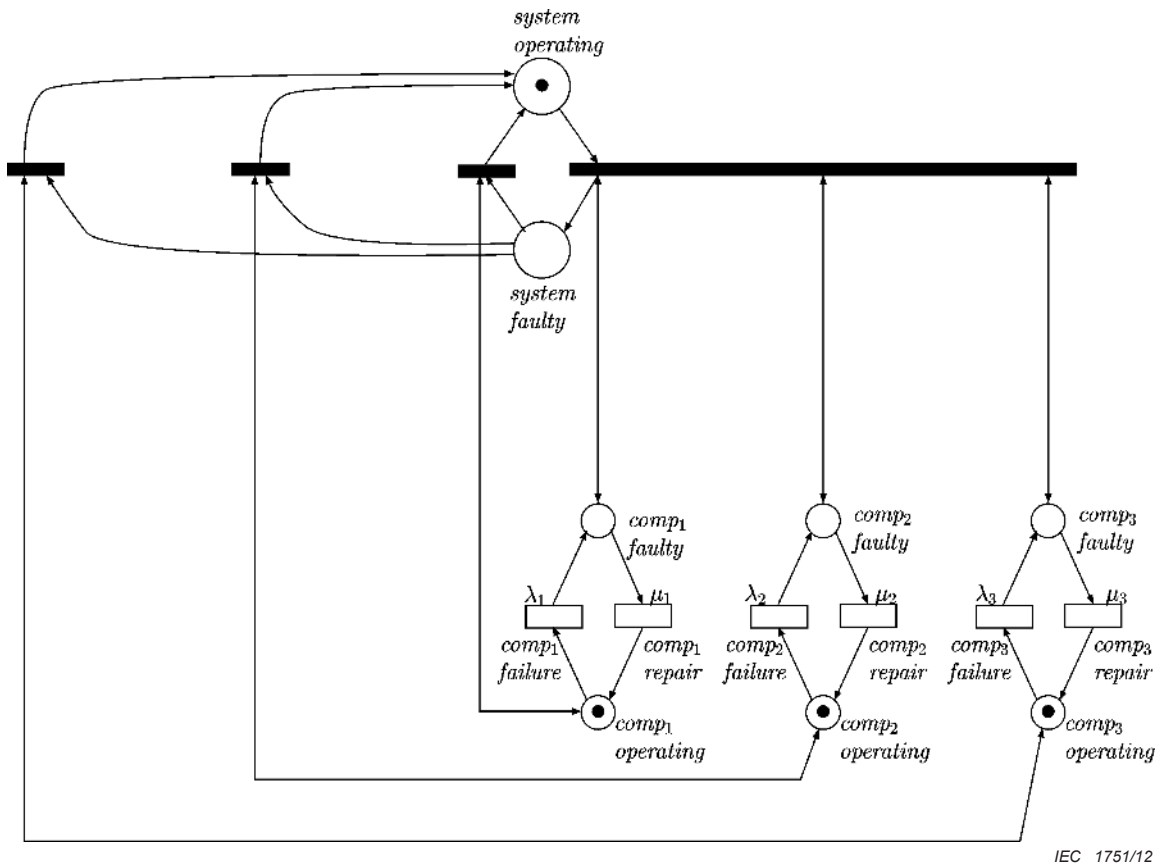 system
operating
system
faulty
comp₁
faulty
comp₂
faulty
comp₃
faulty
λ₁
μ₁
λ₂
μ₂
λ₃
μ₃
comp₁
failure
comp₁
repair
comp₂
failure
comp₂
repair
comp₃
failure
comp₃
repair
comp₁
operating
comp₂
operating
comp₃
operating
IEC 1751/12